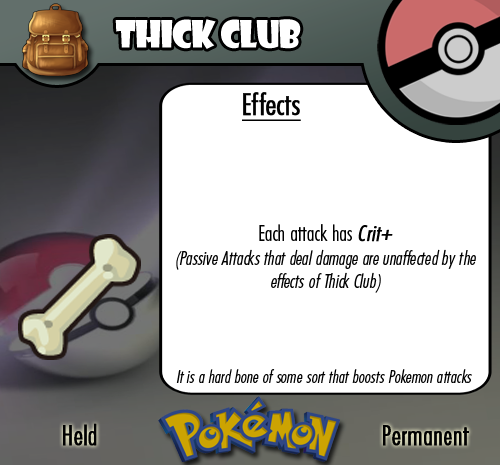 THICK CLUB
Effects
Each attack has Crit+
(Passive Attacks that deal damage are unaffected by the
effects of Thick Club)
It is a hard bone of some sort that boosts Pokemon attacks
Held
POKéMON
Permanent